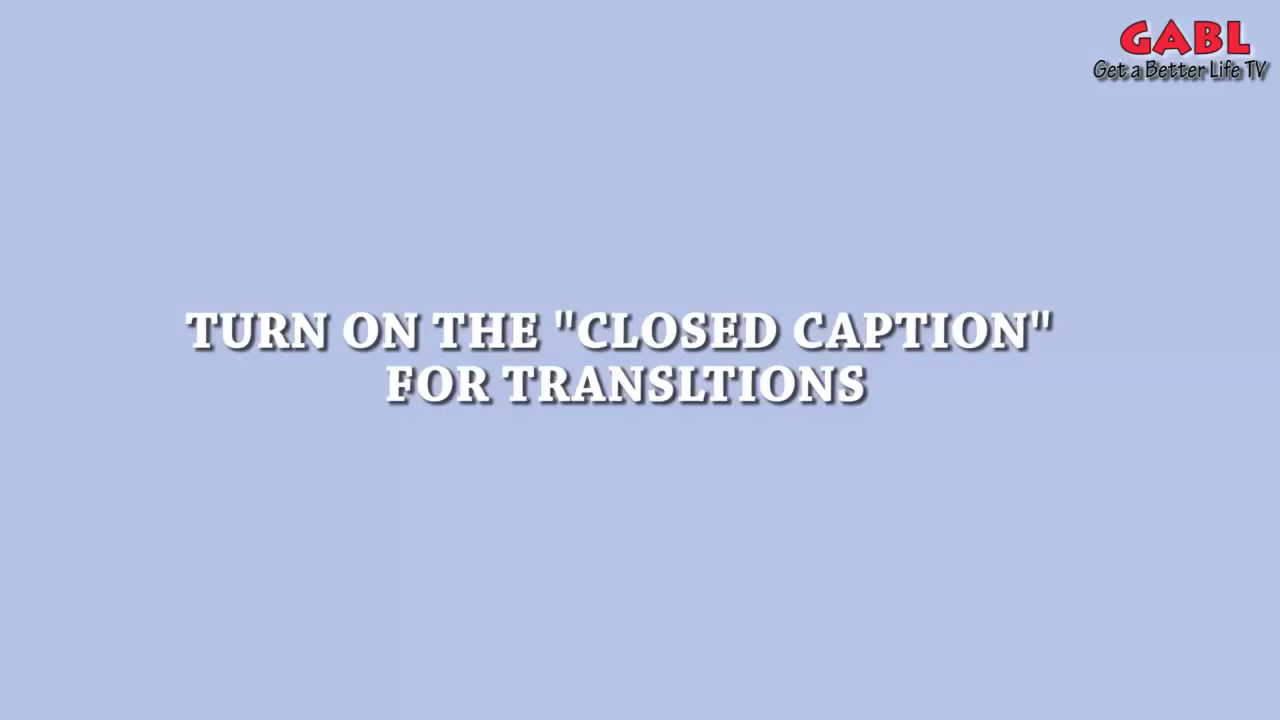 GABL
Get a Better Life TV
TURN ON THE "CLOSED CAPTION"
FOR TRANSLTIONS